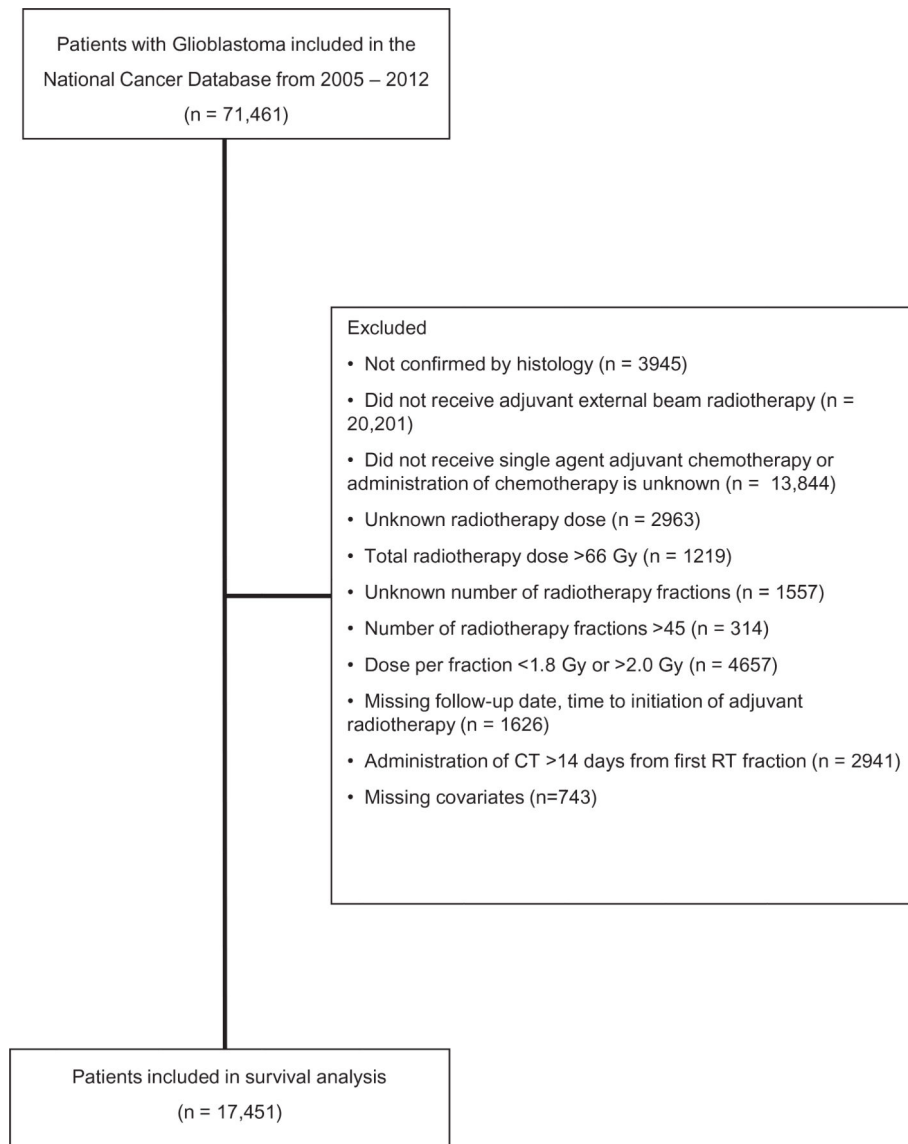 Patients with Glioblastoma included in the
National Cancer Database from 2005 – 2012
(n = 71,461)
Excluded
• Not confirmed by histology (n = 3945)
• Did not receive adjuvant external beam radiotherapy (n =
20,201)
• Did not receive single agent adjuvant chemotherapy or
administration of chemotherapy is unknown (n =  13,844)
• Unknown radiotherapy dose (n = 2963)
• Total radiotherapy dose >66 Gy (n = 1219)
• Unknown number of radiotherapy fractions (n = 1557)
• Number of radiotherapy fractions >45 (n = 314)
• Dose per fraction <1.8 Gy or >2.0 Gy (n = 4657)
• Missing follow-up date, time to initiation of adjuvant
radiotherapy (n = 1626)
• Administration of CT >14 days from first RT fraction (n = 2941)
• Missing covariates (n=743)
Patients included in survival analysis
(n = 17,451)